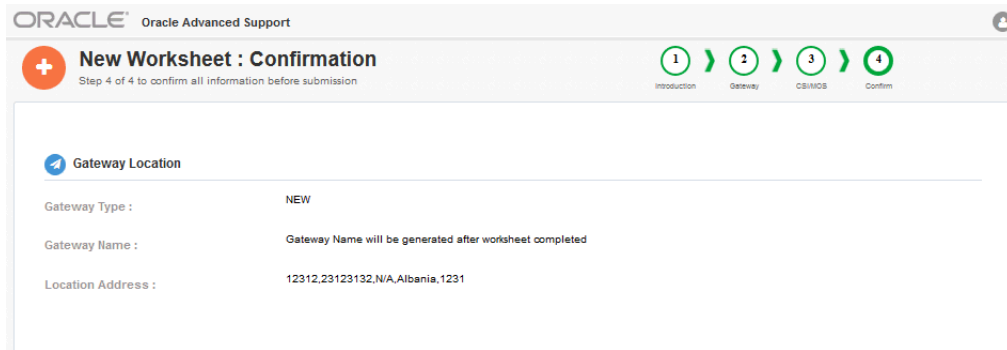 ORACLE® Oracle Advanced Support
New Worksheet : Confirmation
Step 4 of 4 to confirm all information before submission
1 2 3 4
Introduction Gateway CSI/MOS Confirm
Gateway Location
Gateway Type : NEW
Gateway Name : Gateway Name will be generated after worksheet completed
Location Address : 12312,23123132,N/A,Albania,1231